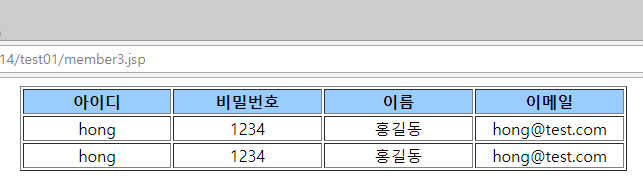 14/test01/member3.jsp
아이디 비밀번호 이름 이메일
hong 1234 홍길동 hong@test.com
hong 1234 홍길동 hong@test.com